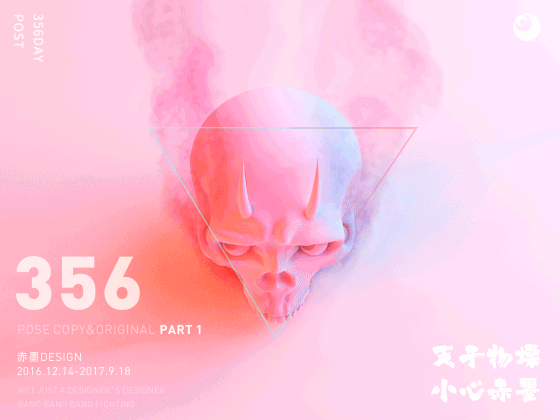 356DAY
POST
356
POSE COPY&ORIGINAL PART 1
赤墨DESIGN
2016.12.14-2017.9.18
NOT JUST A DESIGNER'S DESIGNER
BANG BANG BANG FIGHTING
天干物燥
小心赤墨